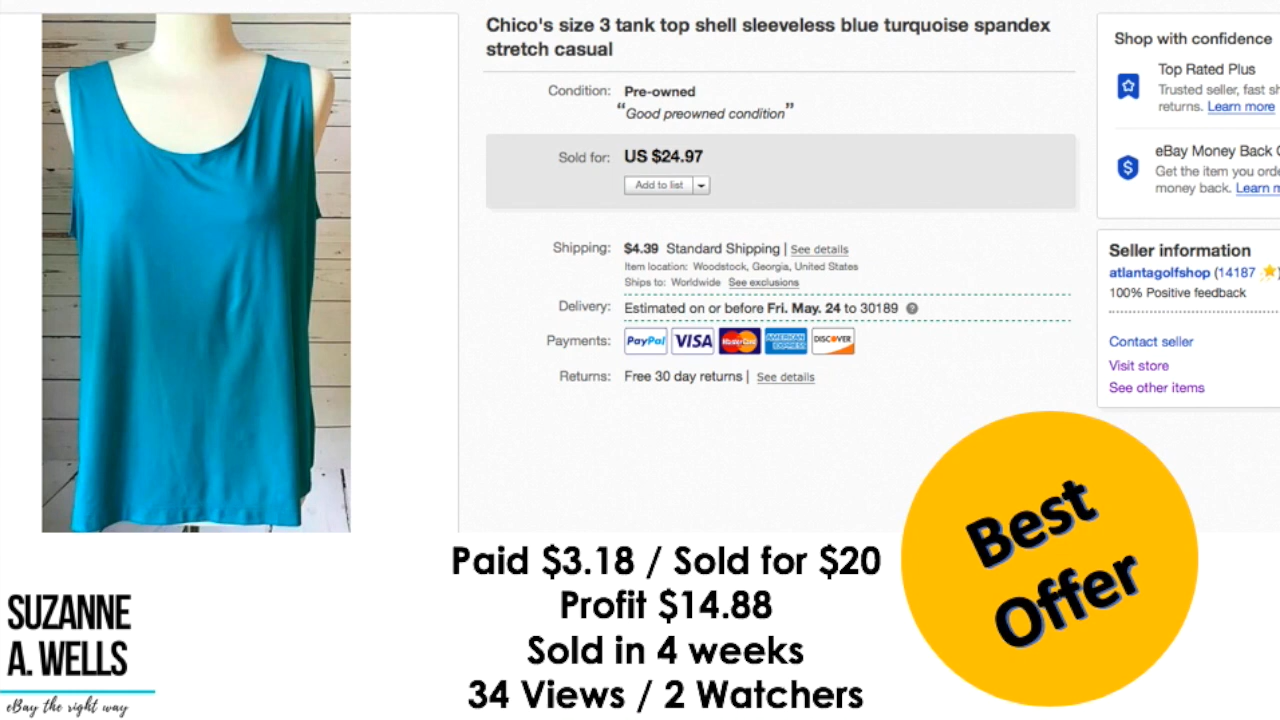 Chico's size 3 tank top shell sleeveless blue turquoise spandex
stretch casual
Condition: Pre-owned
“Good preowned condition”
Sold for: US $24.97
Add to list
Shipping: $4.39 Standard Shipping | See details
Item location: Woodstock, Georgia, United States
Ships to: Worldwide See exclusions
Delivery: Estimated on or before Fri. May. 24 to 30189 ?
Payments: PayPal VISA MasterCard AMERICAN EXPRESS DISCOVER
Returns: Free 30 day returns | See details
Shop with confidence
Top Rated Plus
Trusted seller, fast sh
returns. Learn more
eBay Money Back
Get the item you orde
money back. Learn m
Seller information
atlantagolfshop (14187 )
100% Positive feedback
Contact seller
Visit store
See other items
Best
Offer
Paid $3.18 / Sold for $20
Profit $14.88
Sold in 4 weeks
34 Views / 2 Watchers
SUZANNE
A. WELLS
eBay the right way